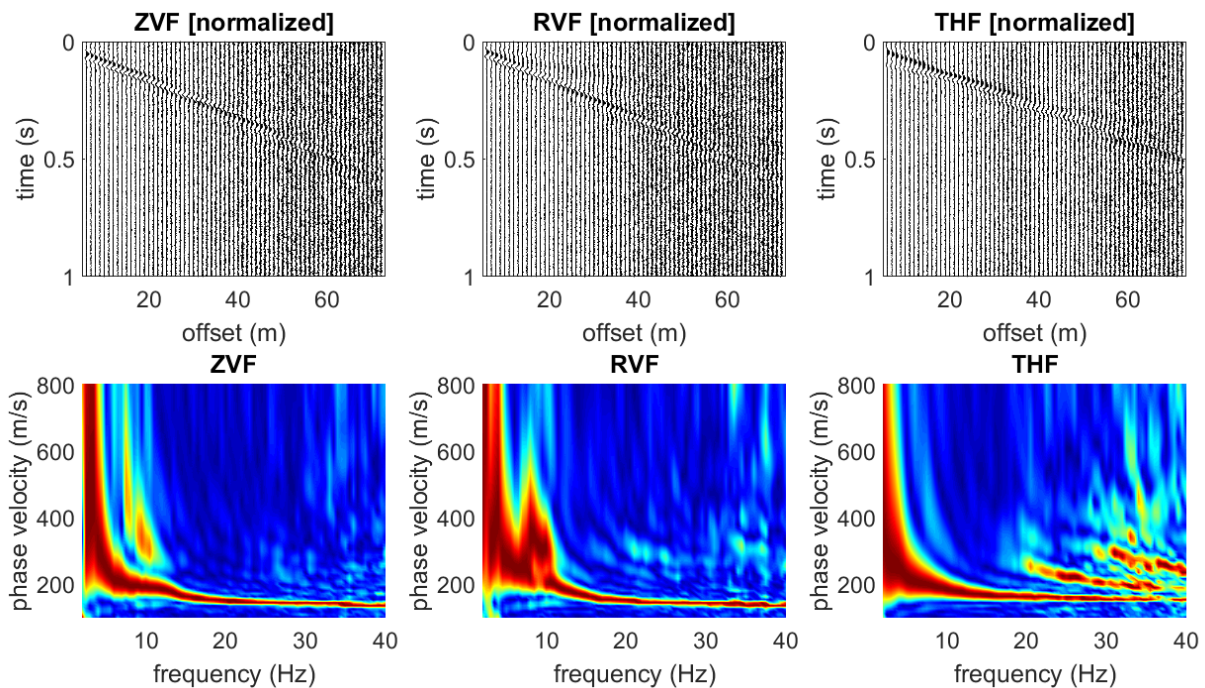 ZVF [normalized]
RVF [normalized]
THF [normalized]
0
0
0
time (s)
time (s)
time (s)
0.5
0.5
0.5
1
1
1
20 40 60
20 40 60
20 40 60
offset (m)
offset (m)
offset (m)
ZVF
RVF
THF
800
800
800
phase velocity (m/s)
phase velocity (m/s)
phase velocity (m/s)
600
600
600
400
400
400
200
200
200
10 20 30 40
10 20 30 40
10 20 30 40
frequency (Hz)
frequency (Hz)
frequency (Hz)